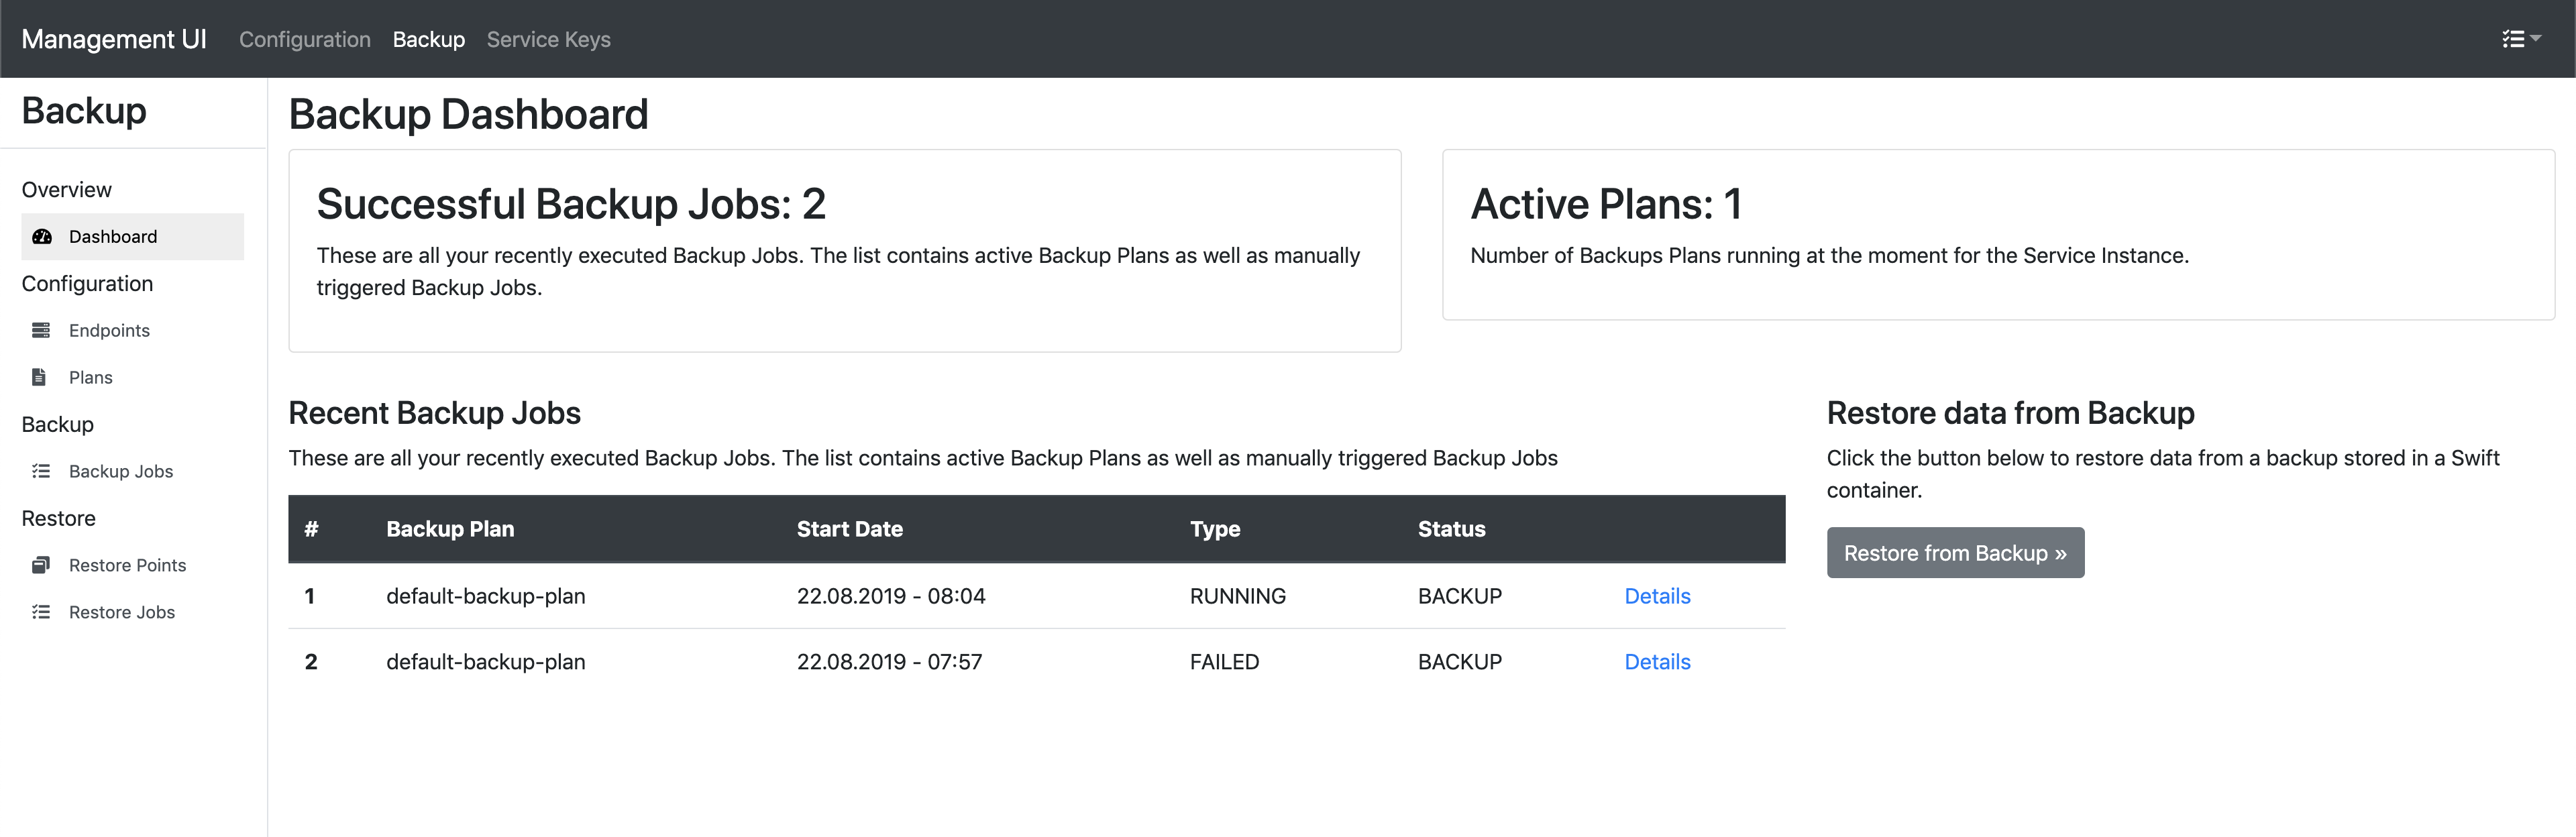 Management UI Configuration Backup Service Keys
Backup
Overview
Dashboard
Configuration
Endpoints
Plans
Backup
Backup Jobs
Restore
Restore Points
Restore Jobs
Backup Dashboard
Successful Backup Jobs: 2
These are all your recently executed Backup Jobs. The list contains active Backup Plans as well as manually
triggered Backup Jobs.
Active Plans: 1
Number of Backups Plans running at the moment for the Service Instance.
Recent Backup Jobs
These are all your recently executed Backup Jobs. The list contains active Backup Plans as well as manually triggered Backup Jobs
# Backup Plan Start Date Type Status
1 default-backup-plan 22.08.2019 - 08:04 RUNNING BACKUP Details
2 default-backup-plan 22.08.2019 - 07:57 FAILED BACKUP Details
Restore data from Backup
Click the button below to restore data from a backup stored in a Swift
container.
Restore from Backup »